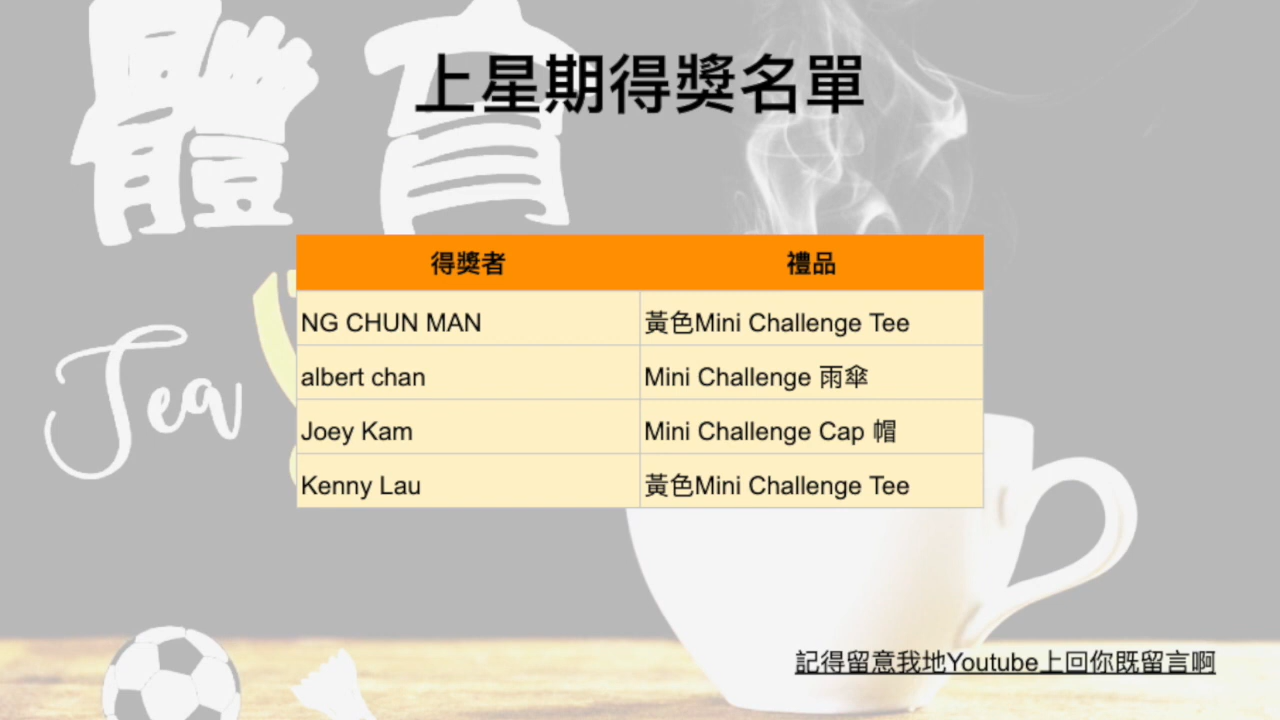 體育
上星期得獎名單
得獎者 禮品
NG CHUN MAN 黃色Mini Challenge Tee
albert chan Mini Challenge 雨傘
Joey Kam Mini Challenge Cap 帽
Kenny Lau 黃色Mini Challenge Tee
Tea
記得留意我地Youtube上回你既留言啊